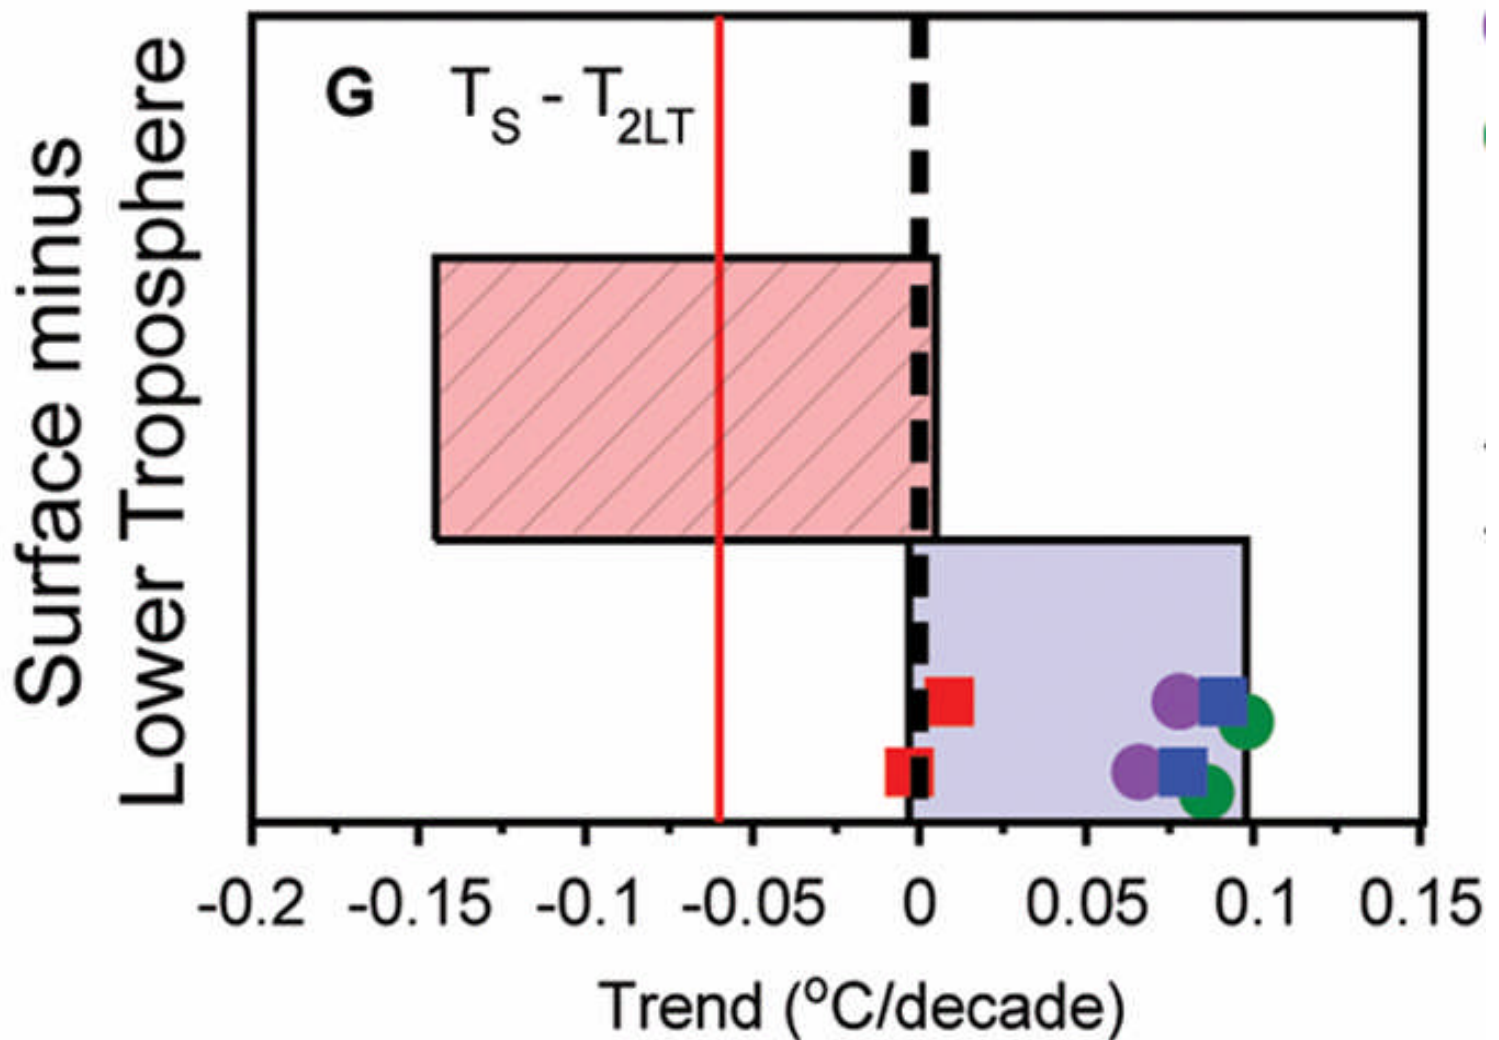 Surface minus
Lower Troposphere
G T_S - T_2LT
-0.2 -0.15 -0.1 -0.05 0 0.05 0.1 0.15
Trend (°C/decade)